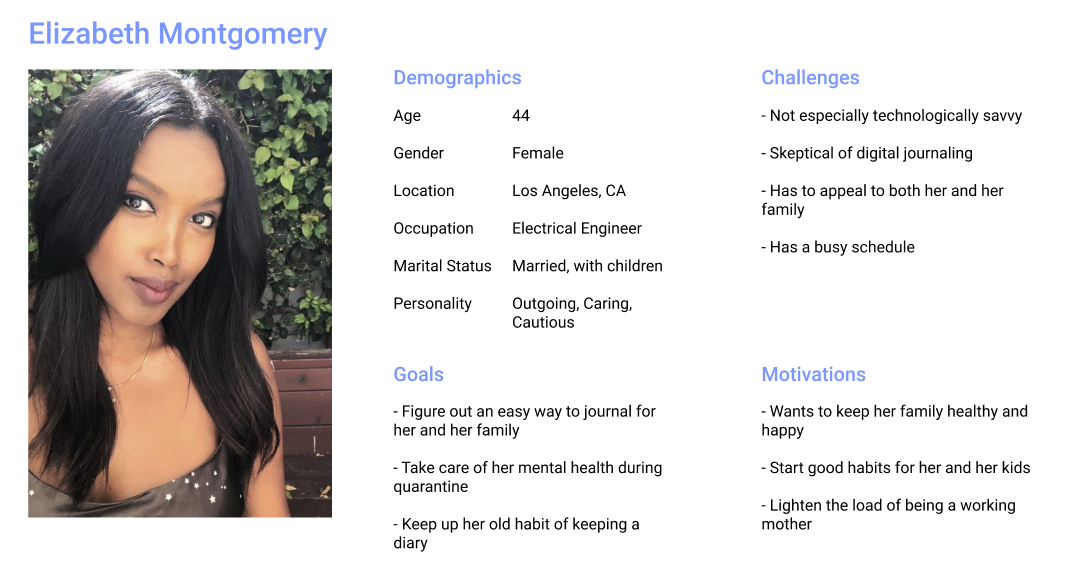 Elizabeth Montgomery
Demographics
Age 44
Gender Female
Location Los Angeles, CA
Occupation Electrical Engineer
Marital Status Married, with children
Personality Outgoing, Caring,
Cautious
Challenges
- Not especially technologically savvy
- Skeptical of digital journaling
- Has to appeal to both her and her
family
- Has a busy schedule
Goals
- Figure out an easy way to journal for
her and her family
- Take care of her mental health during
quarantine
- Keep up her old habit of keeping a
diary
Motivations
- Wants to keep her family healthy and
happy
- Start good habits for her and her kids
- Lighten the load of being a working
mother